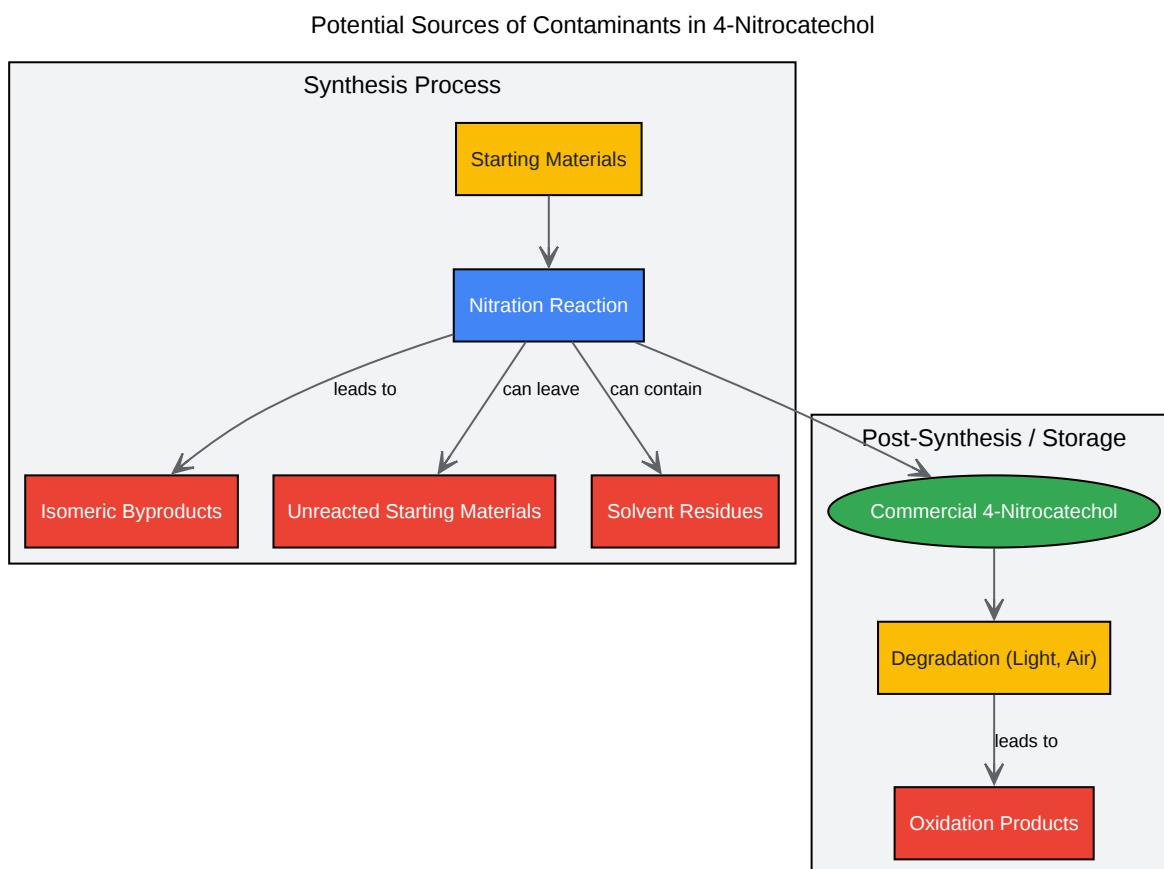 Potential Sources of Contaminants in 4-Nitrocatechol
Synthesis Process
Starting Materials
Nitration Reaction
leads to
can leave
can contain
Isomeric Byproducts
Unreacted Starting Materials
Solvent Residues
Post-Synthesis / Storage
Commercial 4-Nitrocatechol
Degradation (Light, Air)
leads to
Oxidation Products